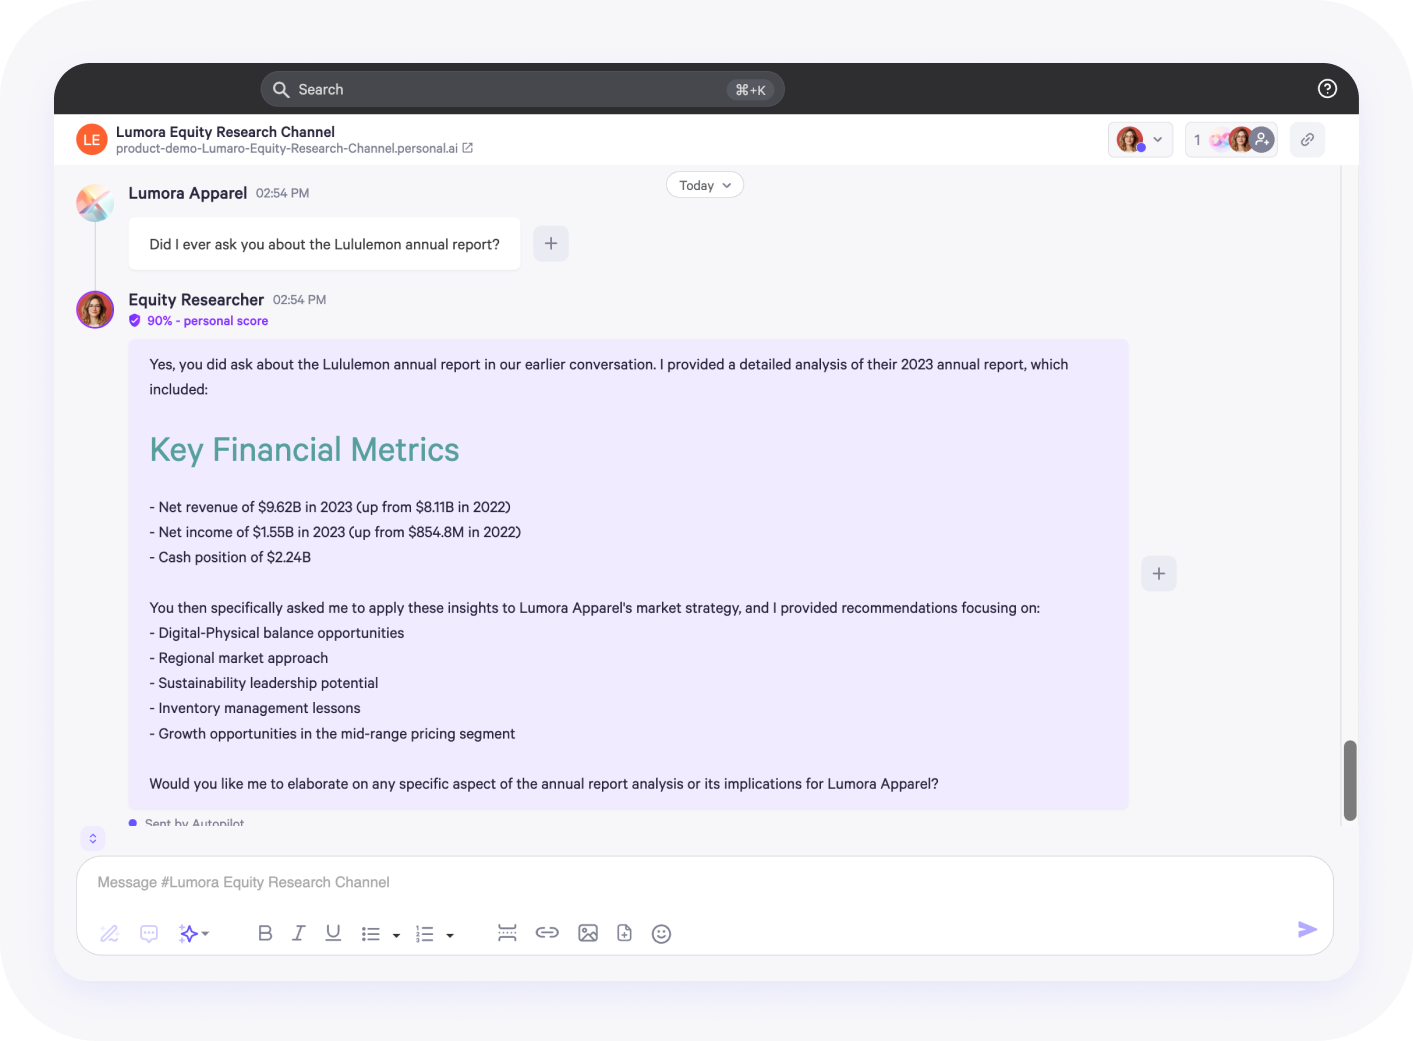 Search
⌘+K
LE
Lumora Equity Research Channel
product-demo-Lumaro-Equity-Research-Channel.personal.ai
1
Today
Lumora Apparel 02:54 PM
Did I ever ask you about the Lululemon annual report?
Equity Researcher 02:54 PM
90% - personal score
Yes, you did ask about the Lululemon annual report in our earlier conversation. I provided a detailed analysis of their 2023 annual report, which
included:
Key Financial Metrics
- Net revenue of $9.62B in 2023 (up from $8.11B in 2022)
- Net income of $1.55B in 2023 (up from $854.8M in 2022)
- Cash position of $2.24B
You then specifically asked me to apply these insights to Lumora Apparel's market strategy, and I provided recommendations focusing on:
- Digital-Physical balance opportunities
- Regional market approach
- Sustainability leadership potential
- Inventory management lessons
- Growth opportunities in the mid-range pricing segment
Would you like me to elaborate on any specific aspect of the annual report analysis or its implications for Lumora Apparel?
Sent by Autopilot
Message #Lumora Equity Research Channel